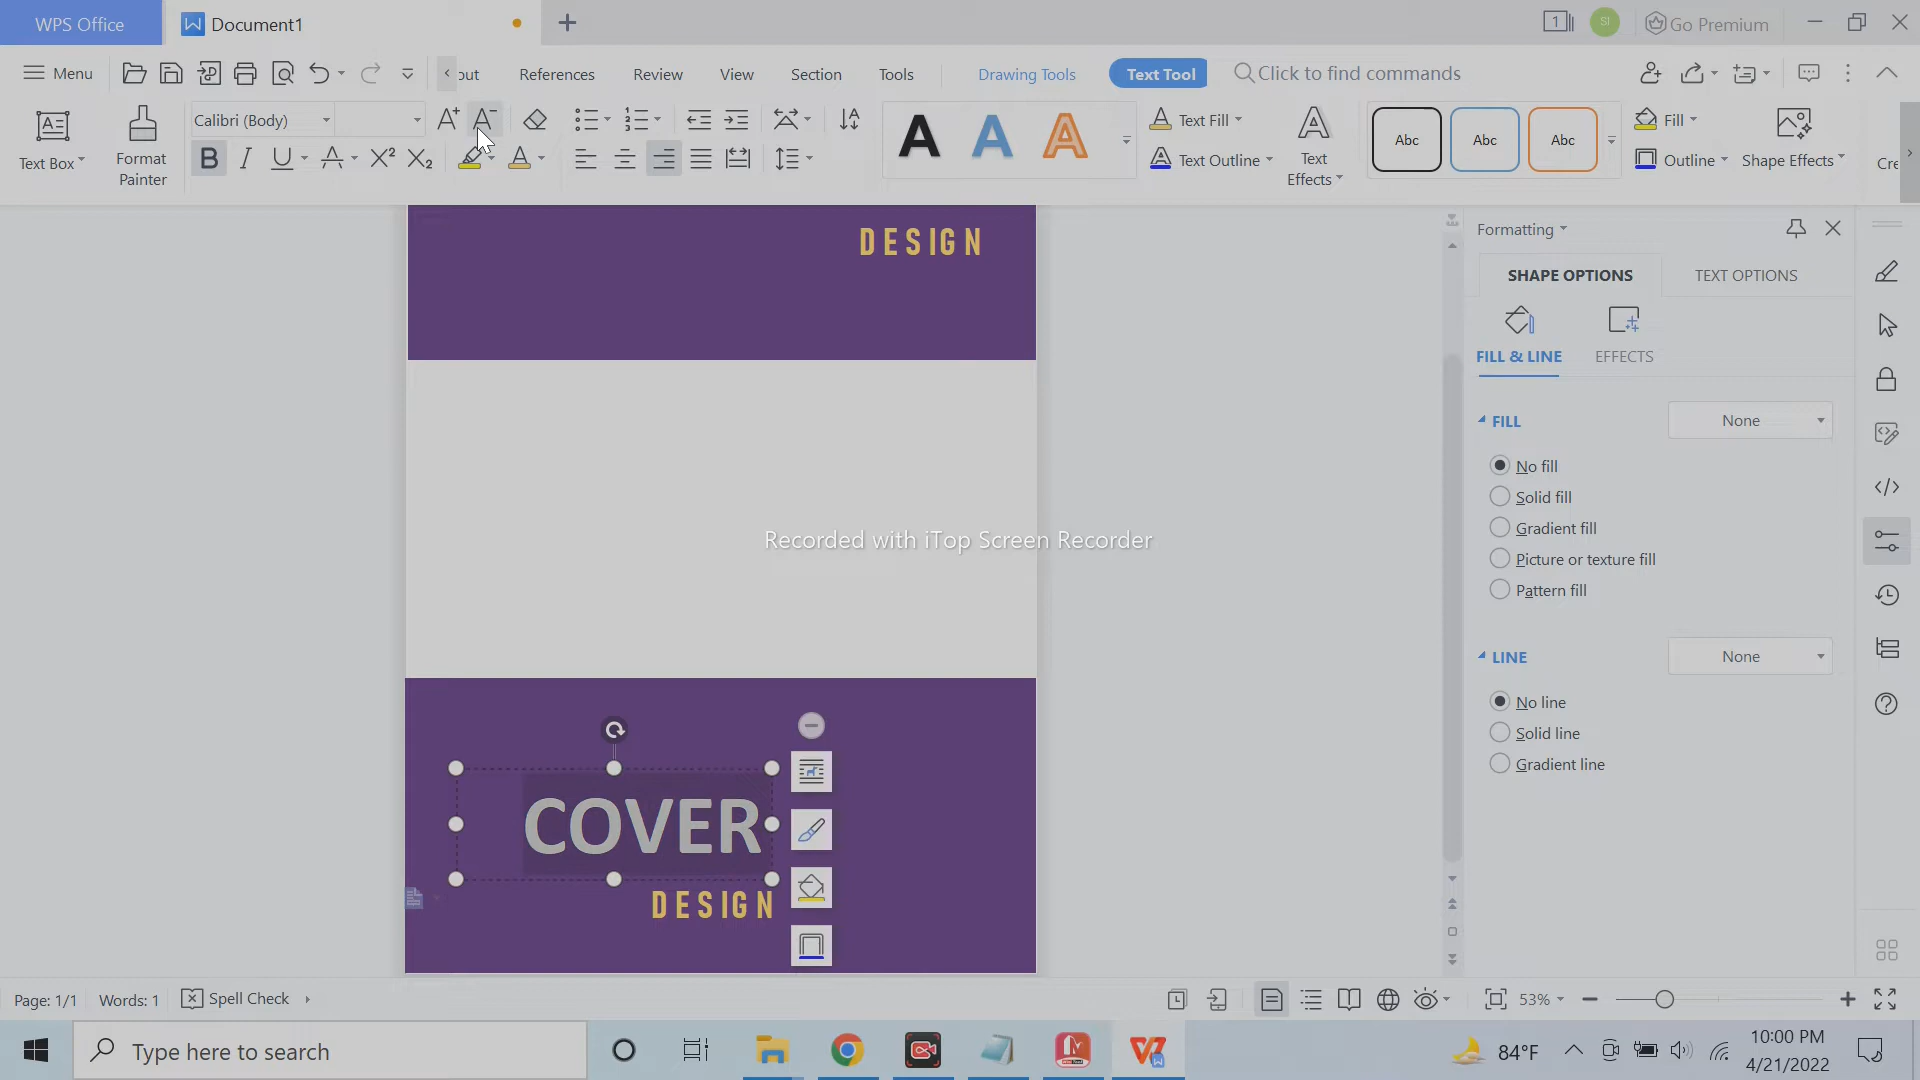 WPS Office
Document1
1
SI
Go Premium
Menu
out
References
Review
View
Section
Tools
Drawing Tools
Text Tool
Click to find commands
Text Box
Format
Painter
Calibri (Body)
Text Fill
Text Outline
Text
Effects
Abc
Abc
Abc
Fill
Outline
Shape Effects
Cre
DESIGN
Formatting
SHAPE OPTIONS
TEXT OPTIONS
FILL & LINE
EFFECTS
FILL
None
No fill
Solid fill
Gradient fill
Picture or texture fill
Pattern fill
LINE
None
No line
Solid line
Gradient line
Recorded with iTop Screen Recorder
COVER
DESIGN
Page: 1/1
Words: 1
Spell Check
53%
Type here to search
84°F
10:00 PM
4/21/2022